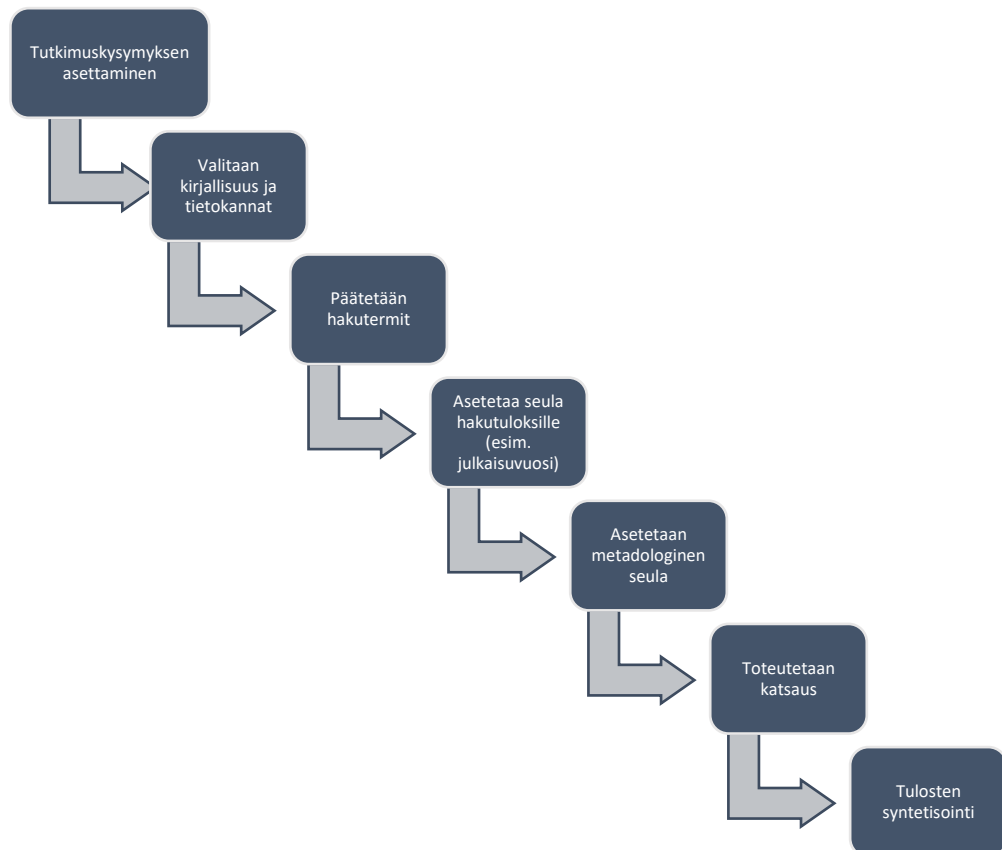 Tutkimuskysymyksen
asettaminen
Valitaan
kirjallisuus ja
tietokannat
Päätetään
hakutermit
Asetetaa seula
hakutuloksille
(esim.
julkaisuvuosi)
Asetetaan
metadologinen
seula
Toteutetaan
katsaus
Tulosten
syntetisointi